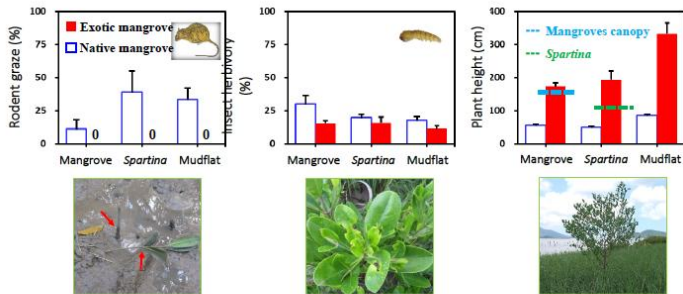 Rodent graze (%)
100
75
50
25
0
Exotic mangrove
Native mangrove
0
0
0
Mangrove
Spartina
Mudflat
Insect herbivory
(%)
100
75
50
25
0
Mangrove
Spartina
Mudflat
Plant height (cm)
400
300
200
100
0
Mangroves canopy
Spartina
Mangrove
Spartina
Mudflat